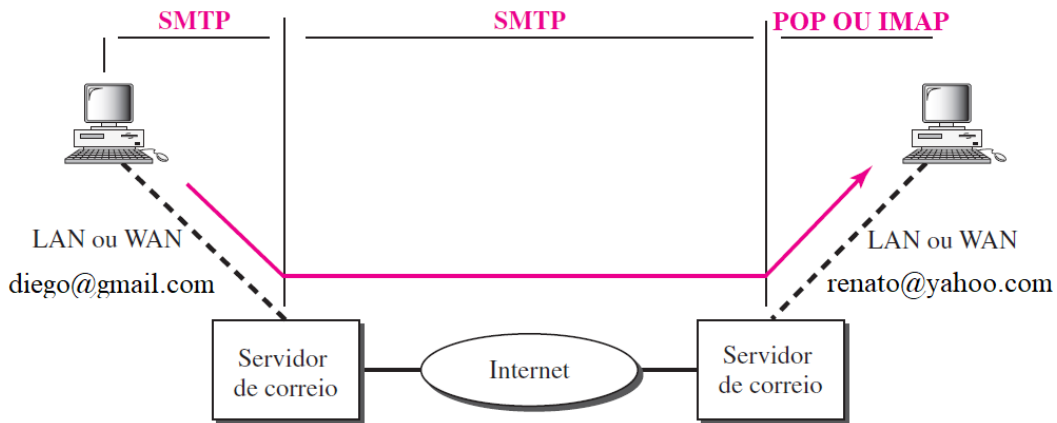 SMTP
SMTP
POP OU IMAP
LAN ou WAN
diego@gmail.com
LAN ou WAN
renato@yahoo.com
Servidor
de correio
Internet
Servidor
de correio